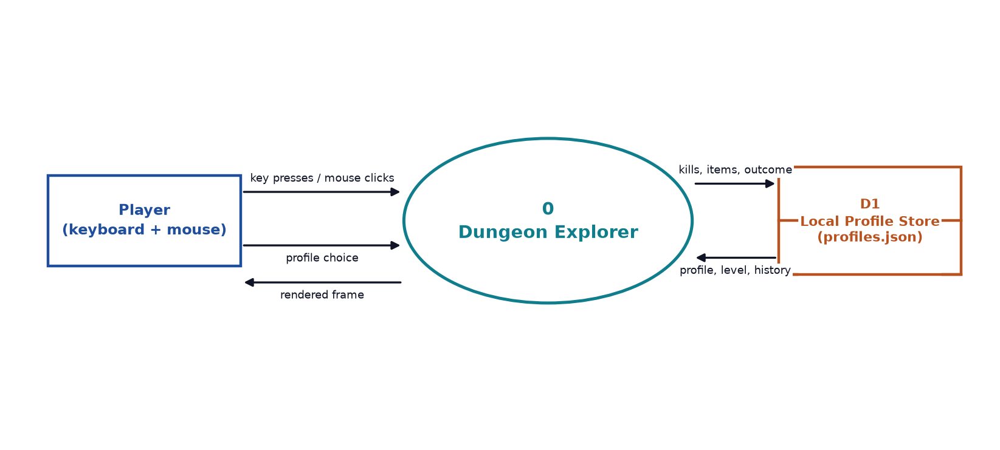 Player
(keyboard + mouse)
key presses / mouse clicks
profile choice
rendered frame
0
Dungeon Explorer
kills, items, outcome
profile, level, history
D1
Local Profile Store
(profiles.json)